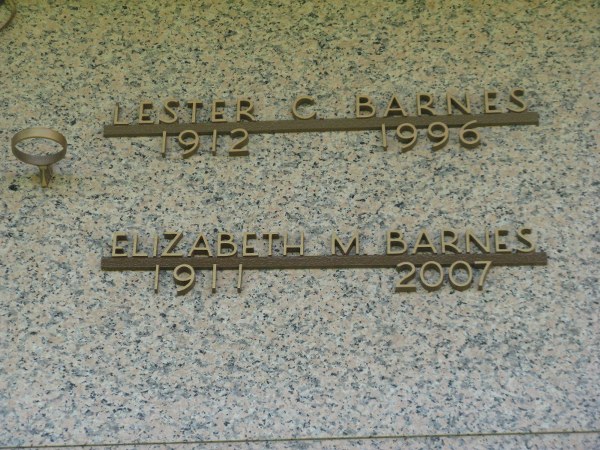 LESTER C BARNES
1912 1996
ELIZABETH M BARNES
1911 2007